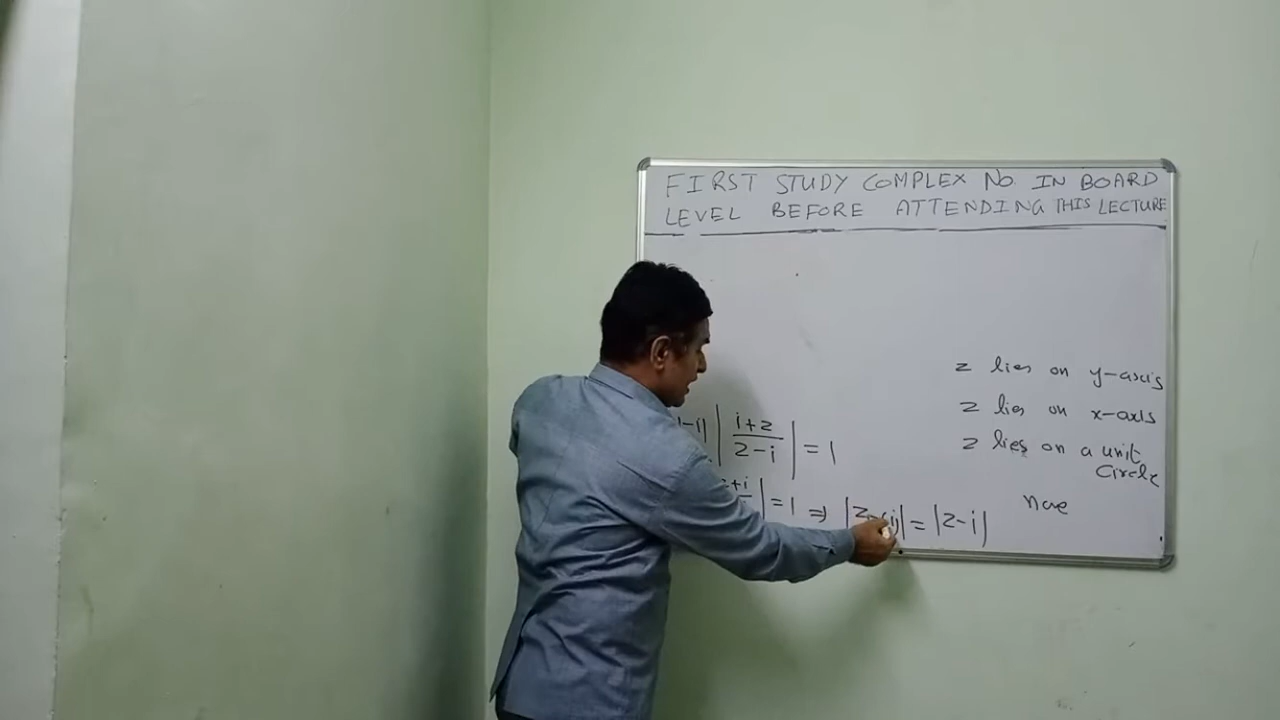 FIRST STUDY COMPLEX NO. IN BOARD
LEVEL BEFORE ATTENDING THIS LECTURE
z lies on y-axis
z lies on x-axis
|(i+z)/(z-i)| = 1
z lies on a unit
Circle
z+i | = 1 ⇒ |z-(-i)| = |z-i|
None